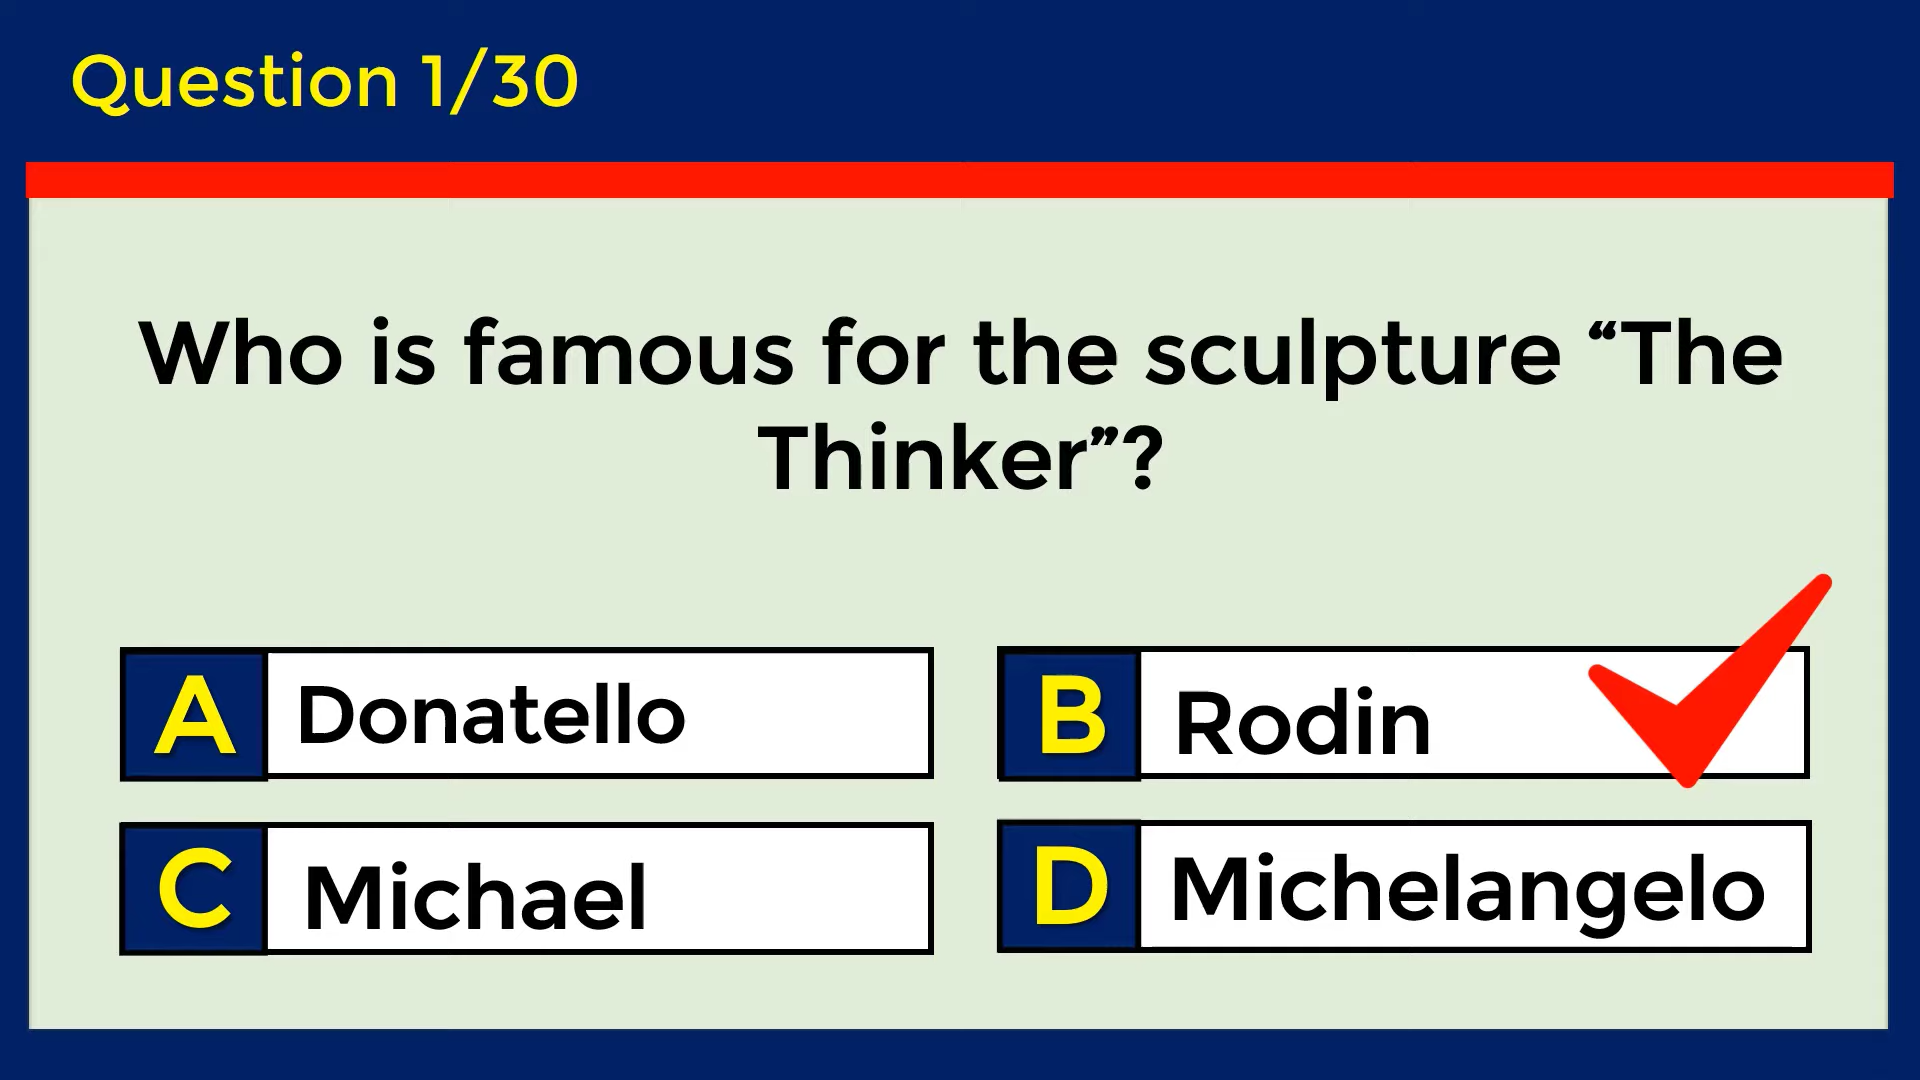 Question 1/30
Who is famous for the sculpture “The
Thinker”?
A Donatello
B Rodin
C Michael
D Michelangelo